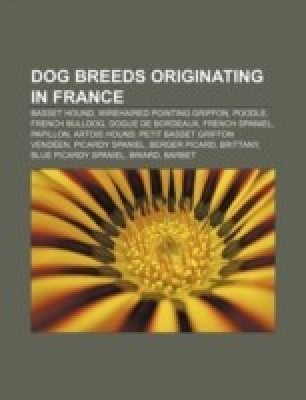 DOG BREEDS ORIGINATING
IN FRANCE
BASSET HOUND, WIREHAIRED POINTING GRIFFON, POODLE,
FRENCH BULLDOG, DOGUE DE BORDEAUX, FRENCH SPANIEL,
PAPILLON, ARTOIS HOUND, PETIT BASSET GRIFFON
VENDÉEN, PICARDY SPANIEL, BERGER PICARD, BRITTANY,
BLUE PICARDY SPANIEL, BRIARD, BARBET